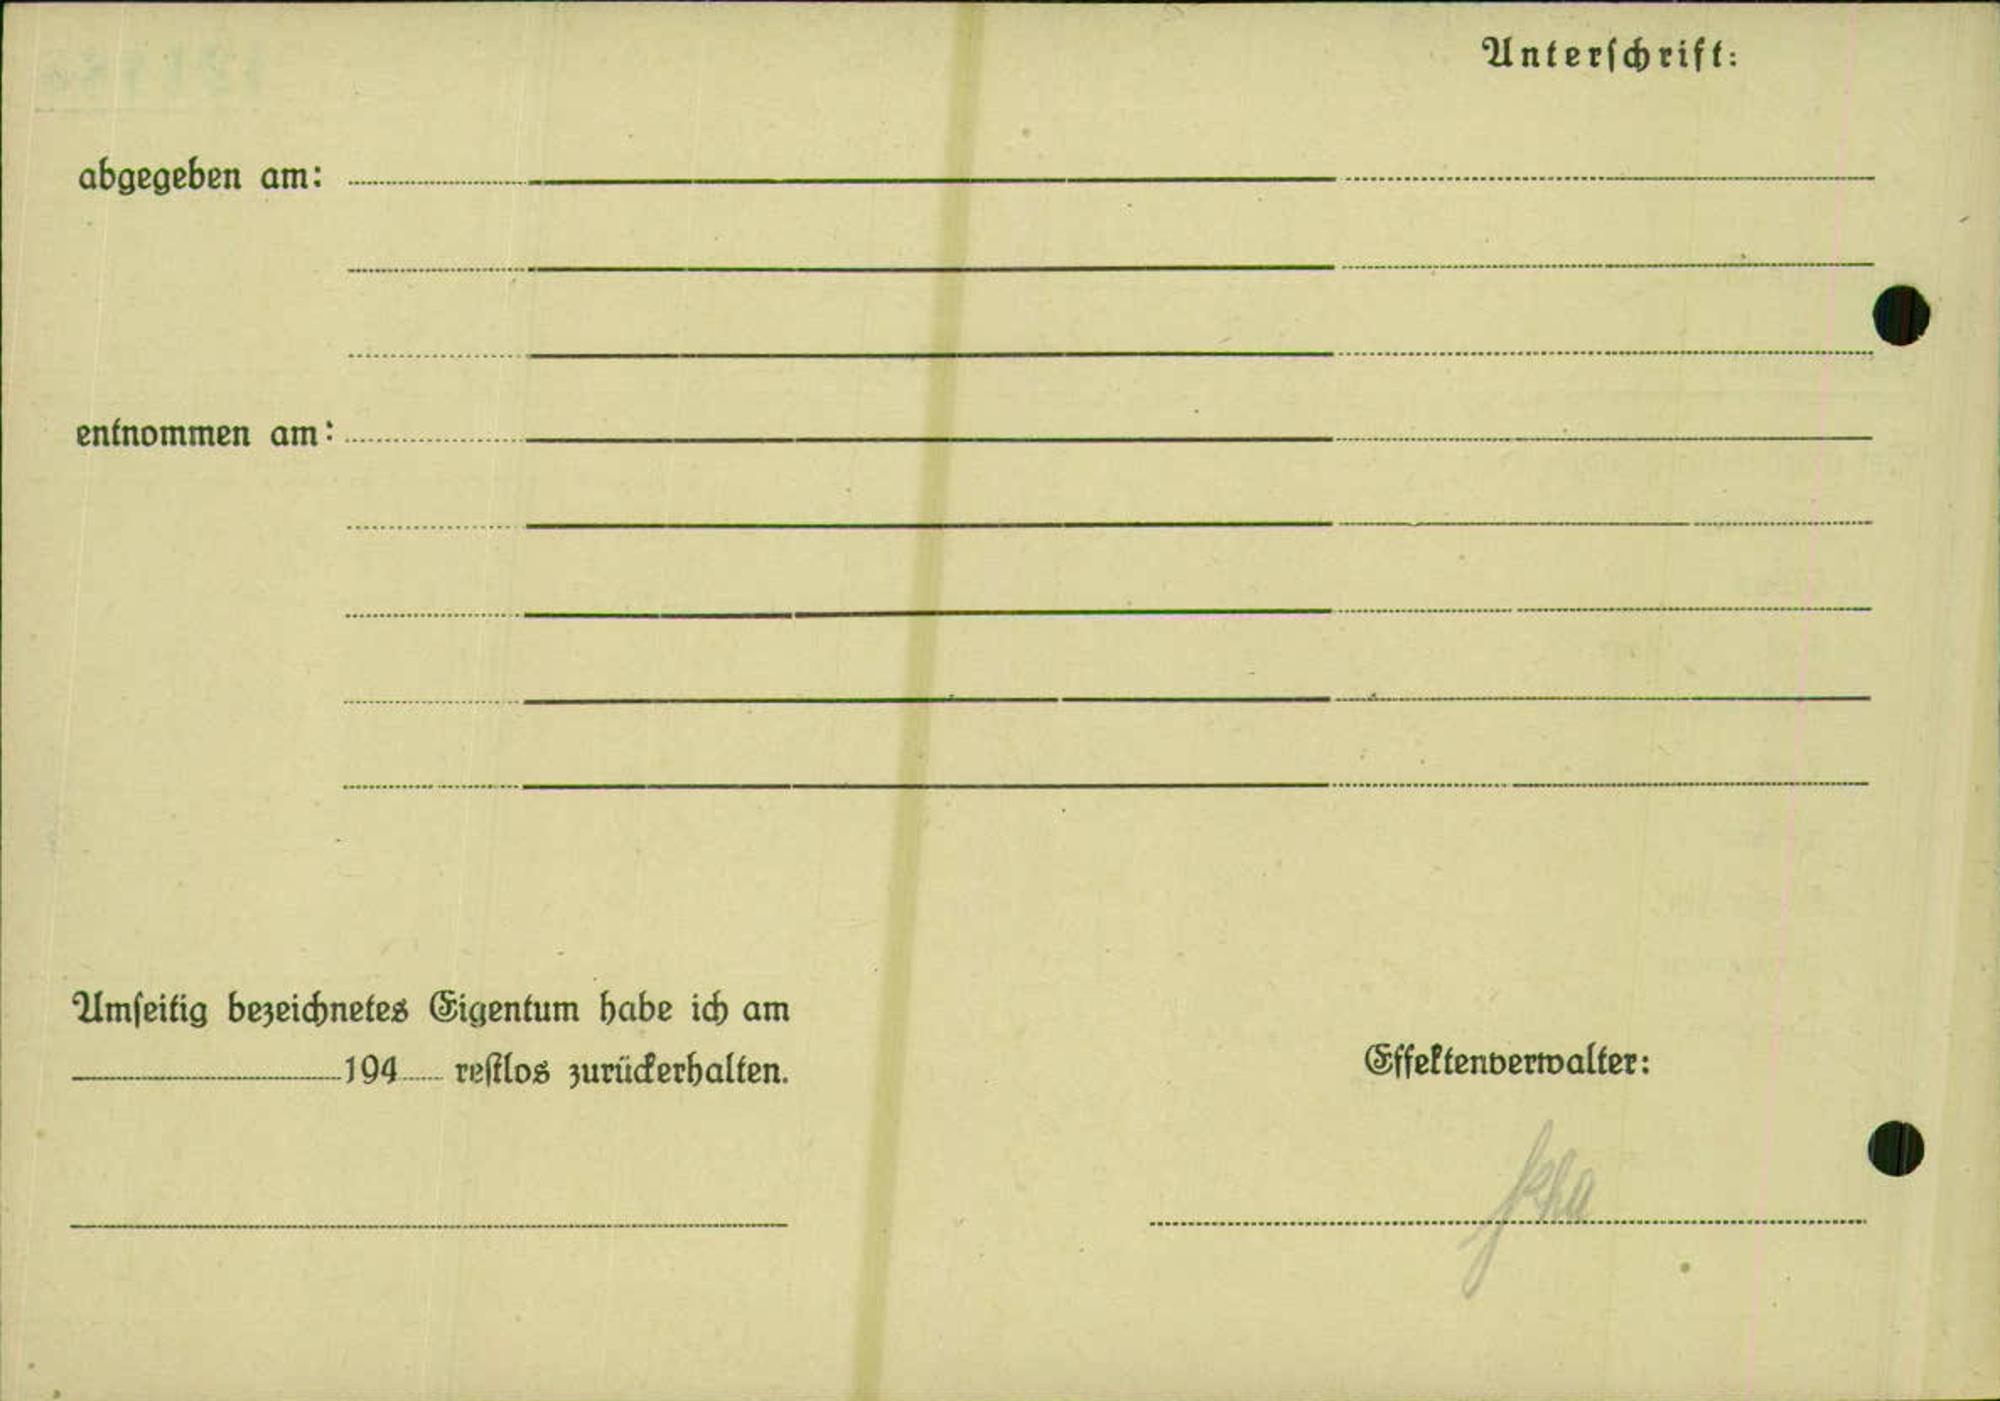 Unterschrift:
abgegeben am:
entnommen am:
Umseitig bezeichnetes Eigentum habe ich am
194 restlos zurückerhalten.
Effektenverwalter: